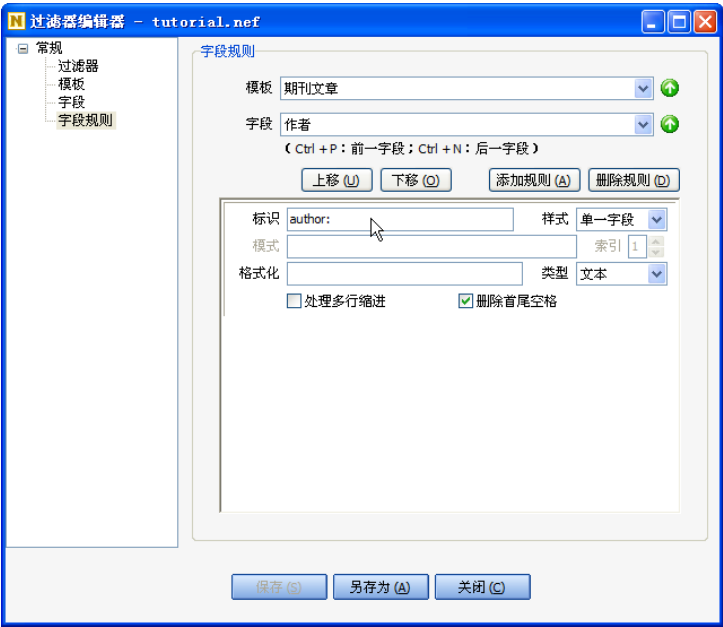 过滤器编辑器 - tutorial.nef
常规
过滤器
模板
字段
字段规则
字段规则
模板 期刊文章
字段 作者
(Ctrl+P:前一字段;Ctrl+N:后一字段)
上移(U) 下移(O) 添加规则(A) 删除规则(D)
标识 author: 样式 单一字段
模式 索引 1
格式化 类型 文本
处理多行缩进 删除首尾空格
保存(S) 另存为(A) 关闭(C)